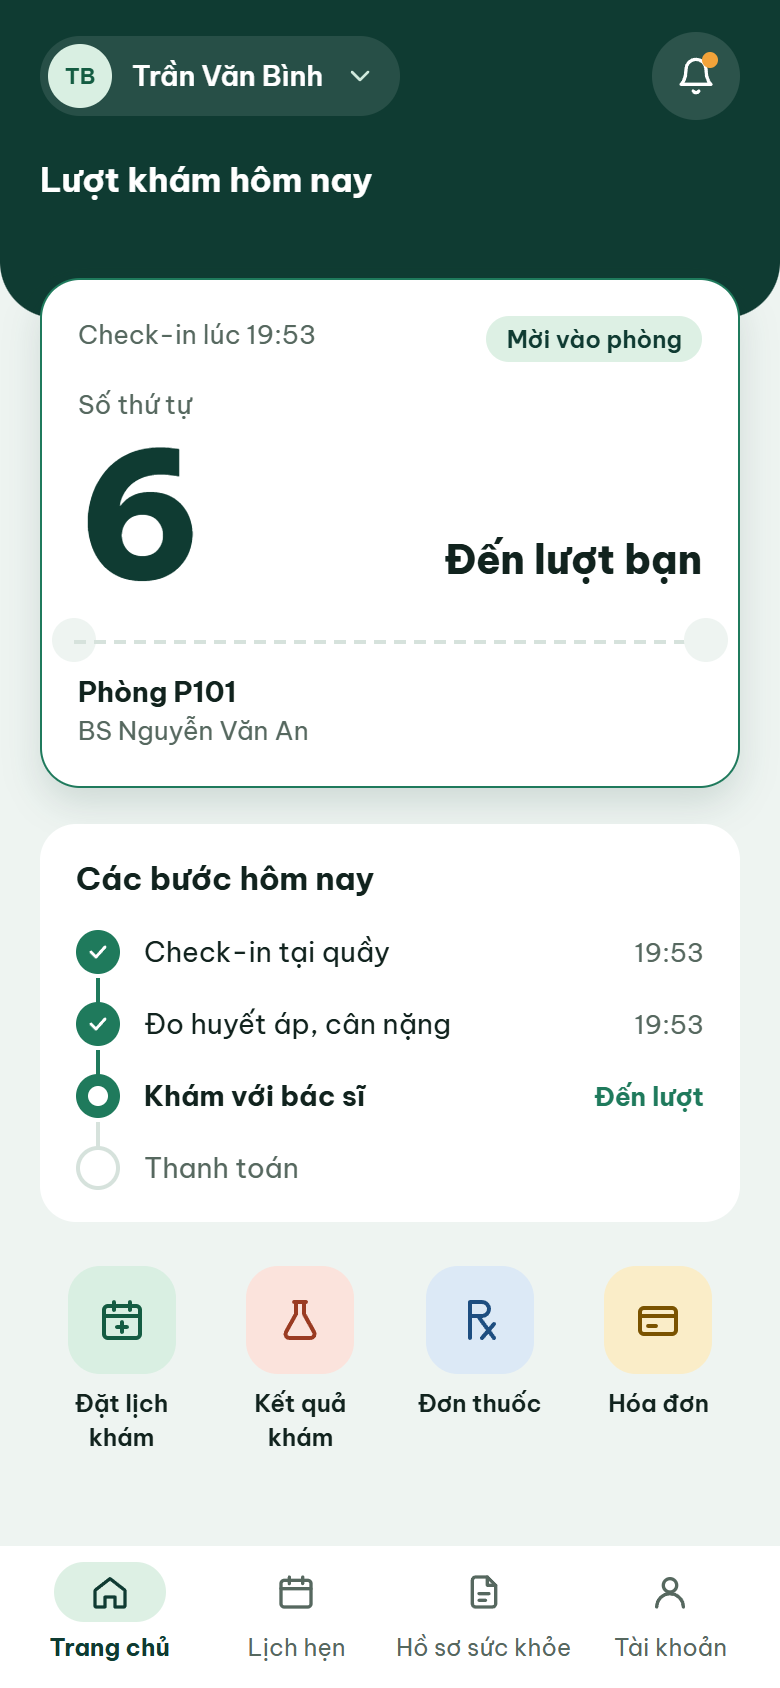 TB
Trần Văn Bình
Lượt khám hôm nay
Check-in lúc 19:53
Mời vào phòng
Số thứ tự
6
Đến lượt bạn
Phòng P101
BS Nguyễn Văn An
Các bước hôm nay
Check-in tại quầy 19:53
Đo huyết áp, cân nặng 19:53
Khám với bác sĩ Đến lượt
Thanh toán
Đặt lịch
khám
Kết quả
khám
Đơn thuốc
Hóa đơn
Trang chủ
Lịch hẹn
Hồ sơ sức khỏe
Tài khoản